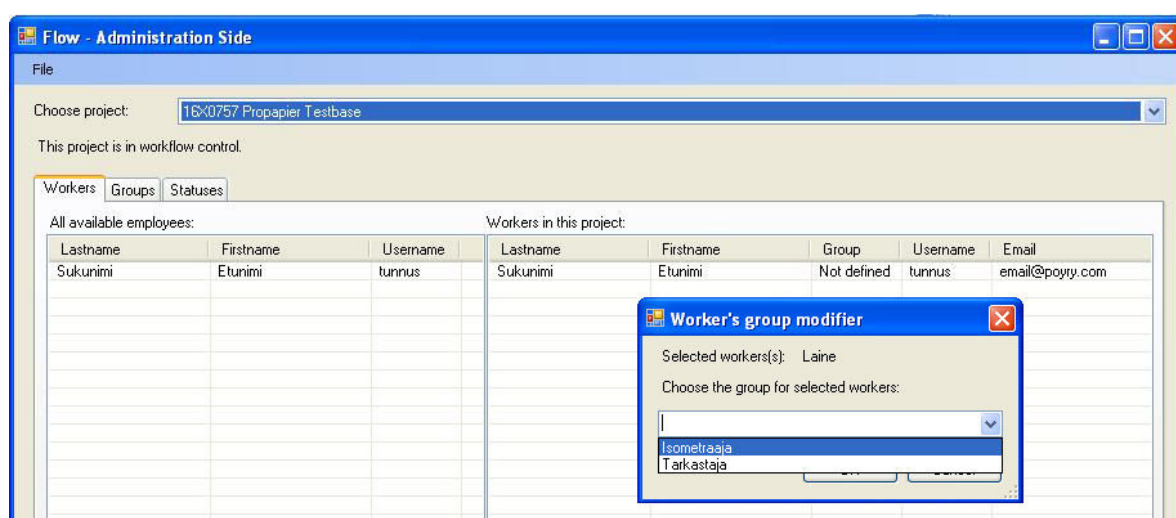 Flow - Administration Side
File
Choose project: 16X0757 Propapier Testbase
This project is in workflow control.
Workers Groups Statuses
All available employees: Workers in this project:
Lastname Firstname Username Lastname Firstname Group Username Email
Sukunimi Etunimi tunnus Sukunimi Etunimi Not defined tunnus email@poyry.com
Worker's group modifier
Selected workers(s): Laine
Choose the group for selected workers:
Isometraaja
Tarkastaja